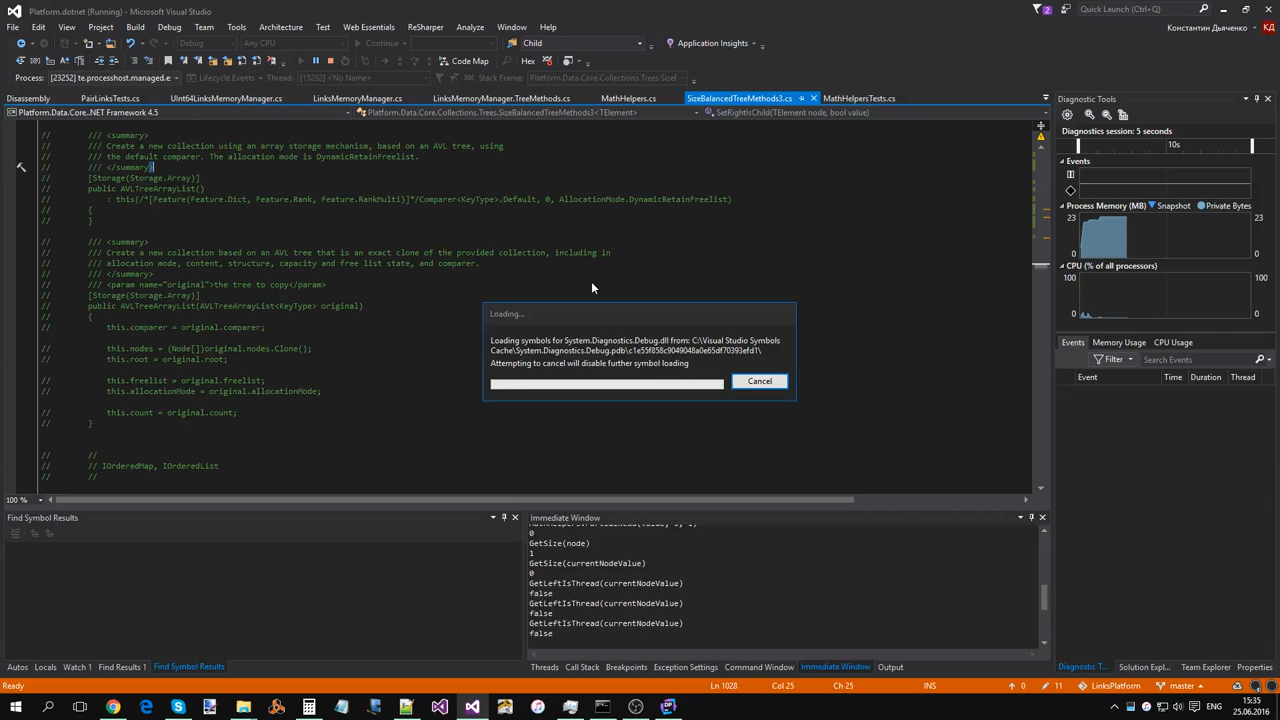 Platform.dotnet (Running) - Microsoft Visual Studio
2
Quick Launch (Ctrl+Q)
File Edit View Project Build Debug Team Tools Test Web Essentials ReSharper Analyze Window Help
Константин Дьяченко КД
Debug Any CPU Continue Child Application Insights
Code Map Hex
Process: [23252] te.processhost.managed.e Lifecycle Events Thread: [15232] <No Name> Stack Frame: Platform.Data.Core.Collections.Trees.Size
Disassembly PairLinksTests.cs UInt64LinksMemoryManager.cs LinksMemoryManager.cs LinksMemoryManager.TreeMethods.cs MathHelpers.cs SizeBalancedTreeMethods3.cs MathHelpersTests.cs
Platform.Data.Core..NET Framework 4.5 Platform.Data.Core.Collections.Trees.SizeBalancedTreeMethods3<TElement> SetRightIsChild(TElement node, bool value)
// /// <summary>
// /// Create a new collection using an array storage mechanism, based on an AVL tree, using
// /// the default comparer. The allocation mode is DynamicRetainFreelist.
// /// </summary>
// [Storage(Storage.Array)]
// public AVLTreeArrayList()
// : this(/*[Feature(Feature.Dict, Feature.Rank, Feature.RankMulti)]*/Comparer<KeyType>.Default, 0, AllocationMode.DynamicRetainFreelist)
// {
// }
// /// <summary>
// /// Create a new collection based on an AVL tree that is an exact clone of the provided collection, including in
// /// allocation mode, content, structure, capacity and free list state, and comparer.
// /// </summary>
// /// <param name="original">the tree to copy</param>
// [Storage(Storage.Array)]
// public AVLTreeArrayList(AVLTreeArrayList<KeyType> original)
// {
// this.comparer = original.comparer;
// this.nodes = (Node[])original.nodes.Clone();
// this.root = original.root;
// this.freelist = original.freelist;
// this.allocationMode = original.allocationMode;
// this.count = original.count;
// }
// //
// // IOrderedMap, IOrderedList
// //
100 %
Loading...
Loading symbols for System.Diagnostics.Debug.dll from: C:\Visual Studio Symbols
Cache\System.Diagnostics.Debug.pdb\c1e55f858c9049048a0e65df70393efd1\
Attempting to cancel will disable further symbol loading
Cancel
Diagnostic Tools
Diagnostics session: 5 seconds
10s
Events
Process Memory (MB) Snapshot Private Bytes
23 23
0 0
CPU (% of all processors)
100 100
0 0
Events Memory Usage CPU Usage
Filter Search Events
Event Time Duration Thread
Find Symbol Results
Immediate Window
0
GetSize(node)
1
GetSize(currentNodeValue)
0
GetLeftIsThread(currentNodeValue)
false
GetLeftIsThread(currentNodeValue)
false
GetLeftIsThread(currentNodeValue)
false
Autos Locals Watch 1 Find Results 1 Find Symbol Results
Threads Call Stack Breakpoints Exception Settings Command Window Immediate Window Output
Diagnostic T... Solution Expl... Team Explorer Properties
Ready Ln 1028 Col 25 Ch 25 INS 0 11 LinksPlatform master
15:35
25.06.2016